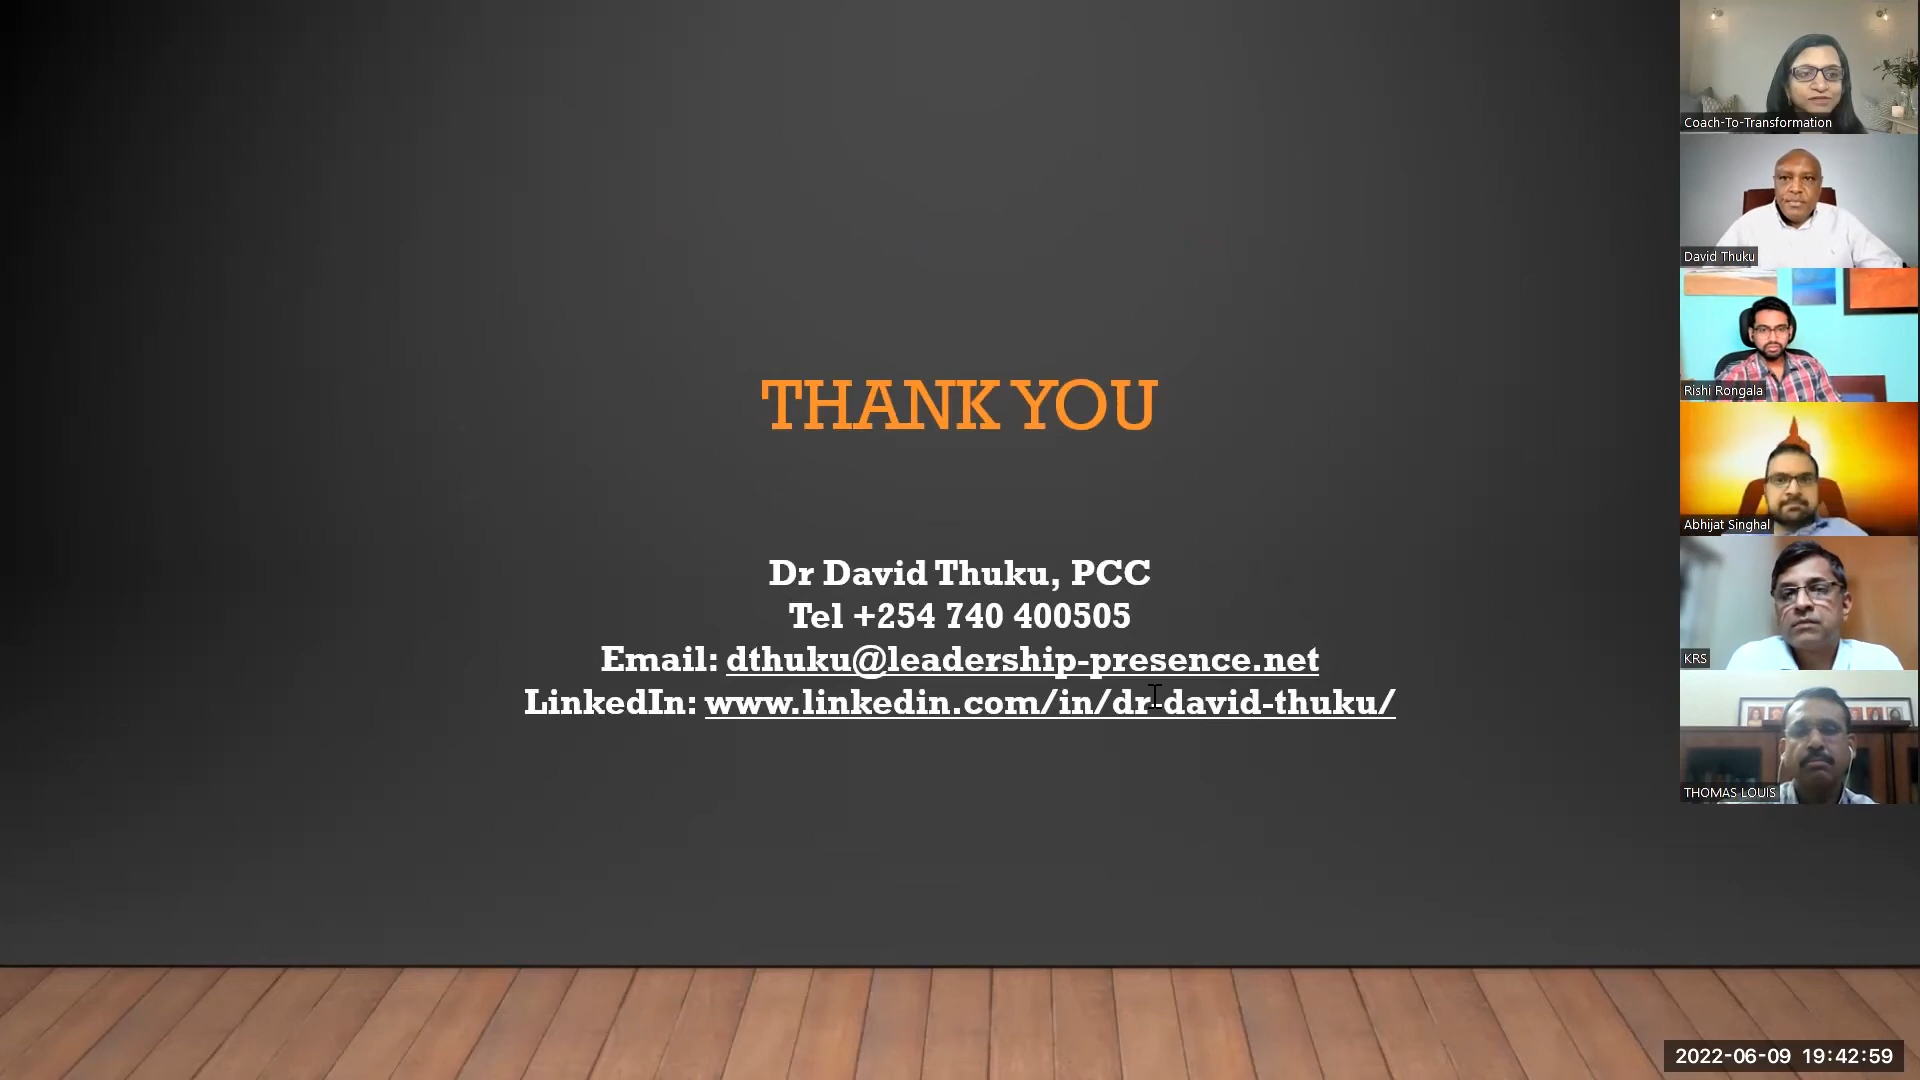 THANK YOU
Dr David Thuku, PCC
Tel +254 740 400505
Email: dthuku@leadership-presence.net
LinkedIn: www.linkedin.com/in/dr-david-thuku/
Coach-To-Transformation
David Thuku
Rishi Rongala
Abhijat Singhal
KRS
THOMAS LOUIS
2022-06-09 19:42:59